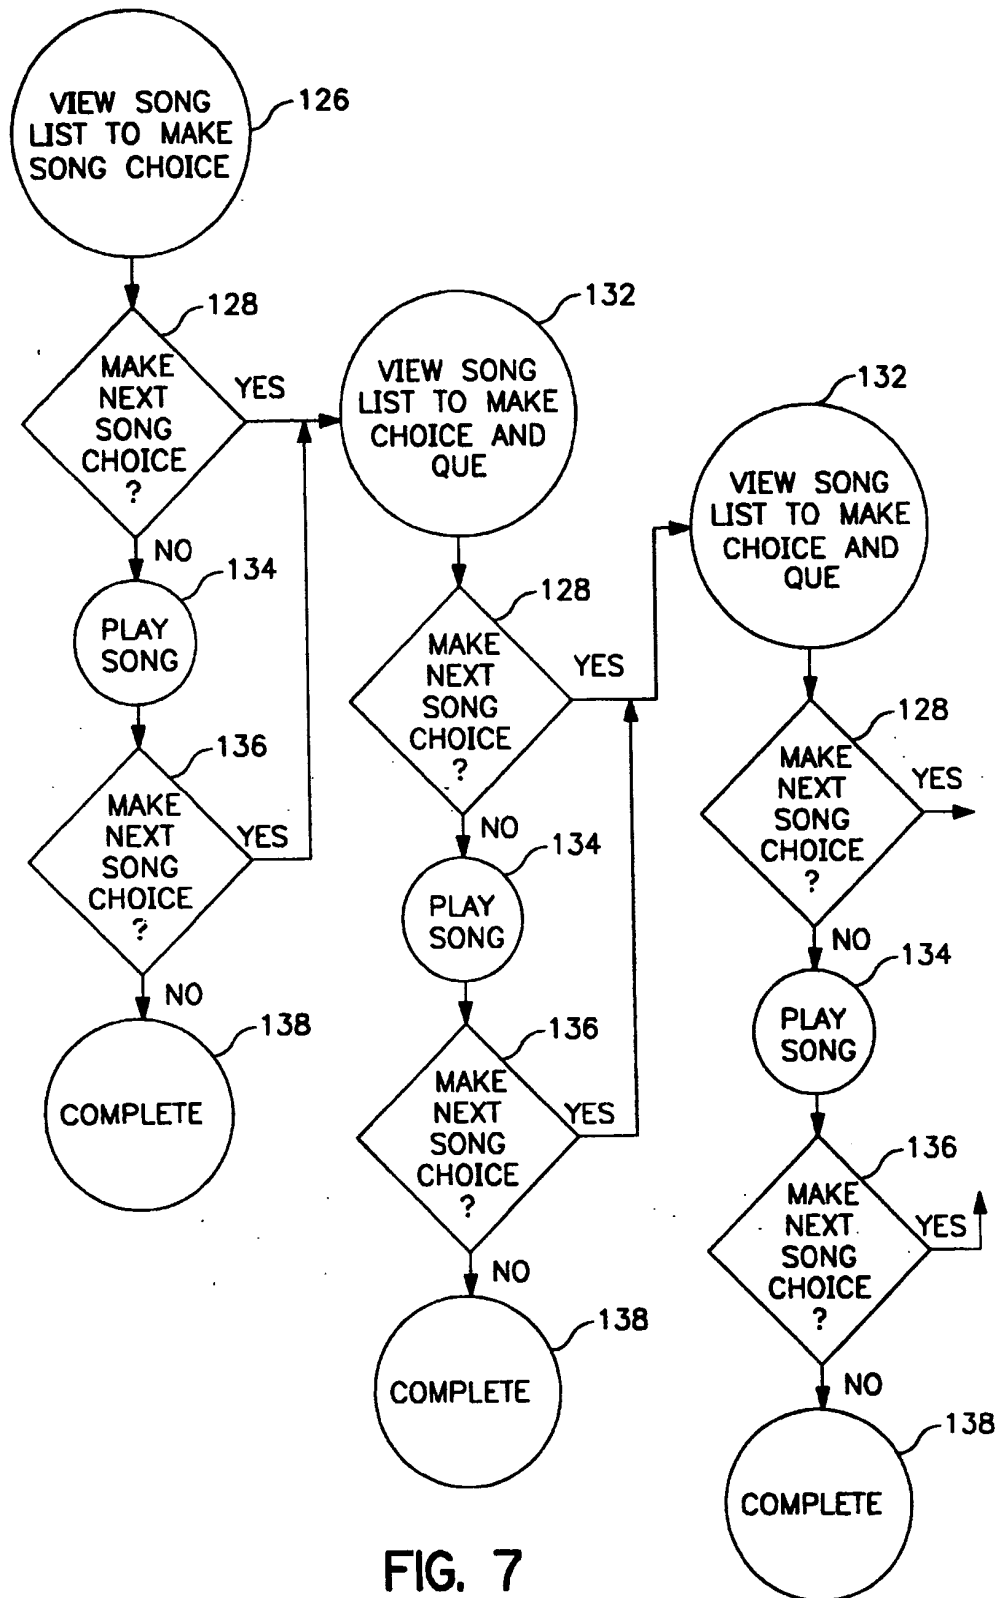 VIEW SONG
LIST TO MAKE
SONG CHOICE
126
128
MAKE
NEXT
SONG
CHOICE
?
YES
NO
134
PLAY
SONG
136
MAKE
NEXT
SONG
CHOICE
?
YES
NO
138
COMPLETE
132
VIEW SONG
LIST TO MAKE
CHOICE AND
QUE
128
MAKE
NEXT
SONG
CHOICE
?
YES
NO
134
PLAY
SONG
136
MAKE
NEXT
SONG
CHOICE
?
YES
NO
138
COMPLETE
132
VIEW SONG
LIST TO MAKE
CHOICE AND
QUE
128
MAKE
NEXT
SONG
CHOICE
?
YES
NO
134
PLAY
SONG
136
MAKE
NEXT
SONG
CHOICE
?
YES
NO
138
COMPLETE
FIG. 7